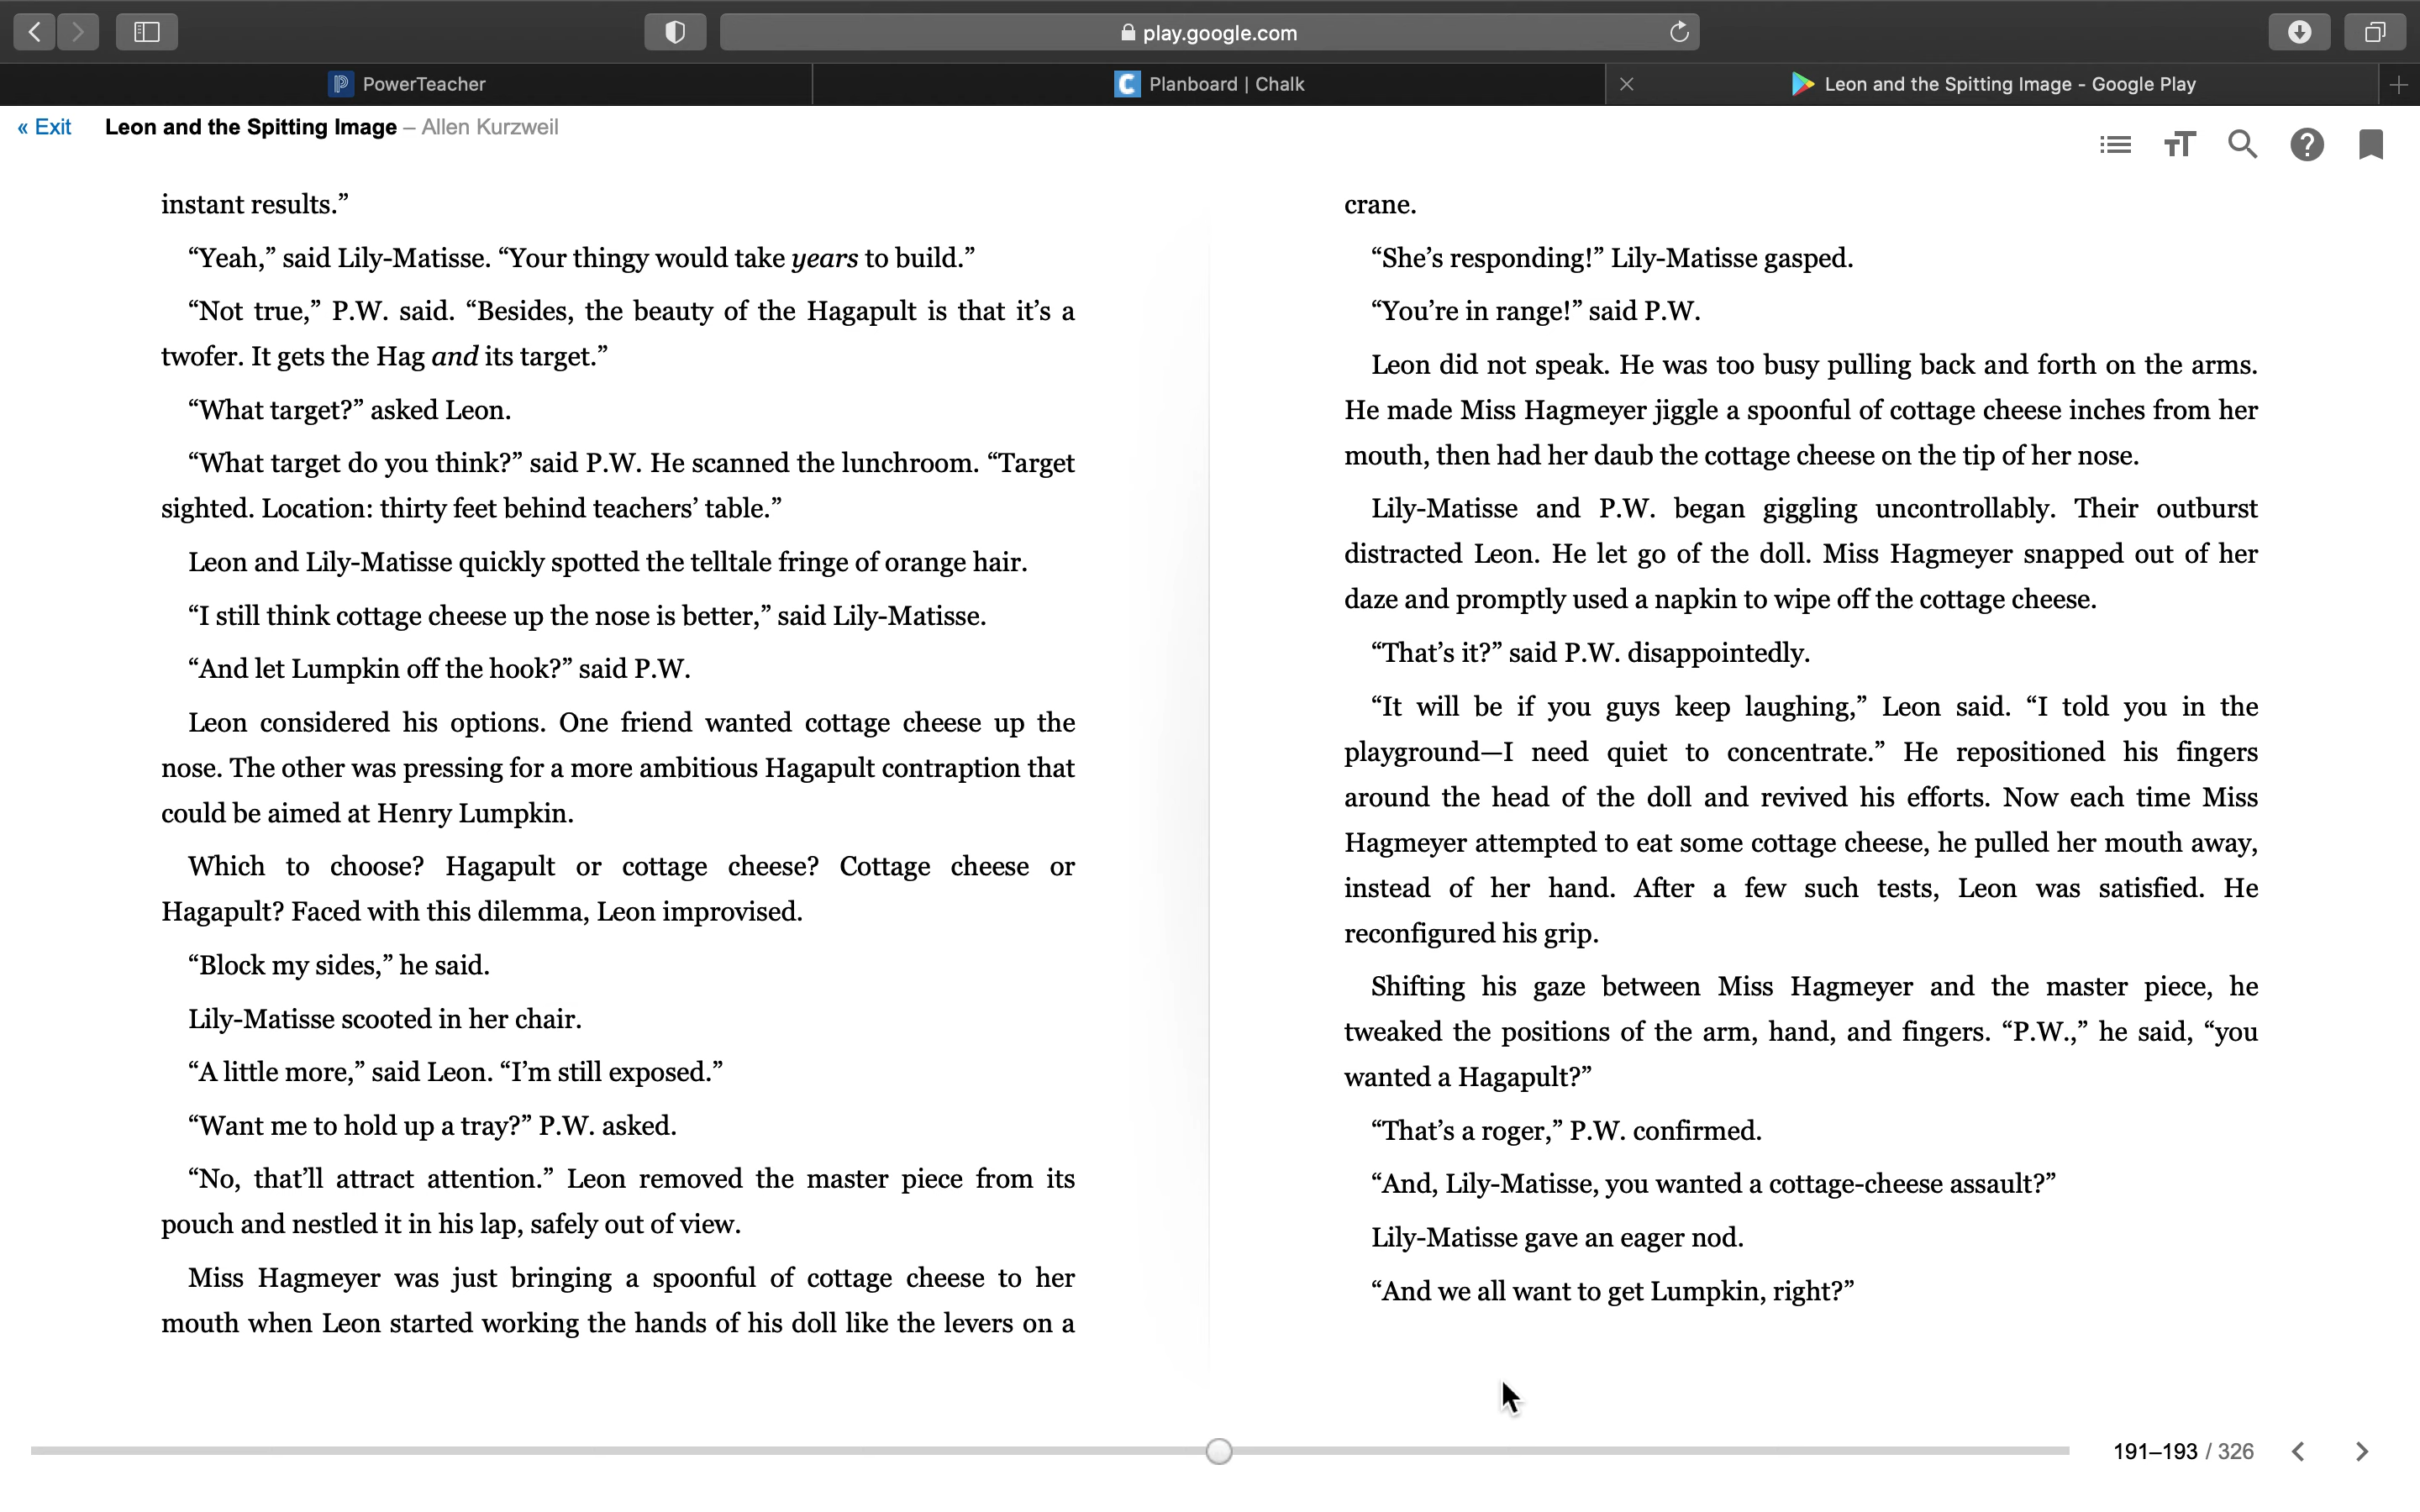 play.google.com
PowerTeacher
Planboard | Chalk
Leon and the Spitting Image - Google Play
« Exit Leon and the Spitting Image – Allen Kurzweil
instant results.”
“Yeah,” said Lily-Matisse. “Your thingy would take years to build.”
“Not true,” P.W. said. “Besides, the beauty of the Hagapult is that it’s a
twofer. It gets the Hag and its target.”
“What target?” asked Leon.
“What target do you think?” said P.W. He scanned the lunchroom. “Target
sighted. Location: thirty feet behind teachers’ table.”
Leon and Lily-Matisse quickly spotted the telltale fringe of orange hair.
“I still think cottage cheese up the nose is better,” said Lily-Matisse.
“And let Lumpkin off the hook?” said P.W.
Leon considered his options. One friend wanted cottage cheese up the
nose. The other was pressing for a more ambitious Hagapult contraption that
could be aimed at Henry Lumpkin.
Which to choose? Hagapult or cottage cheese? Cottage cheese or
Hagapult? Faced with this dilemma, Leon improvised.
“Block my sides,” he said.
Lily-Matisse scooted in her chair.
“A little more,” said Leon. “I’m still exposed.”
“Want me to hold up a tray?” P.W. asked.
“No, that’ll attract attention.” Leon removed the master piece from its
pouch and nestled it in his lap, safely out of view.
Miss Hagmeyer was just bringing a spoonful of cottage cheese to her
mouth when Leon started working the hands of his doll like the levers on a
crane.
“She’s responding!” Lily-Matisse gasped.
“You’re in range!” said P.W.
Leon did not speak. He was too busy pulling back and forth on the arms.
He made Miss Hagmeyer jiggle a spoonful of cottage cheese inches from her
mouth, then had her daub the cottage cheese on the tip of her nose.
Lily-Matisse and P.W. began giggling uncontrollably. Their outburst
distracted Leon. He let go of the doll. Miss Hagmeyer snapped out of her
daze and promptly used a napkin to wipe off the cottage cheese.
“That’s it?” said P.W. disappointedly.
“It will be if you guys keep laughing,” Leon said. “I told you in the
playground—I need quiet to concentrate.” He repositioned his fingers
around the head of the doll and revived his efforts. Now each time Miss
Hagmeyer attempted to eat some cottage cheese, he pulled her mouth away,
instead of her hand. After a few such tests, Leon was satisfied. He
reconfigured his grip.
Shifting his gaze between Miss Hagmeyer and the master piece, he
tweaked the positions of the arm, hand, and fingers. “P.W.,” he said, “you
wanted a Hagapult?”
“That’s a roger,” P.W. confirmed.
“And, Lily-Matisse, you wanted a cottage-cheese assault?”
Lily-Matisse gave an eager nod.
“And we all want to get Lumpkin, right?”
191–193 / 326